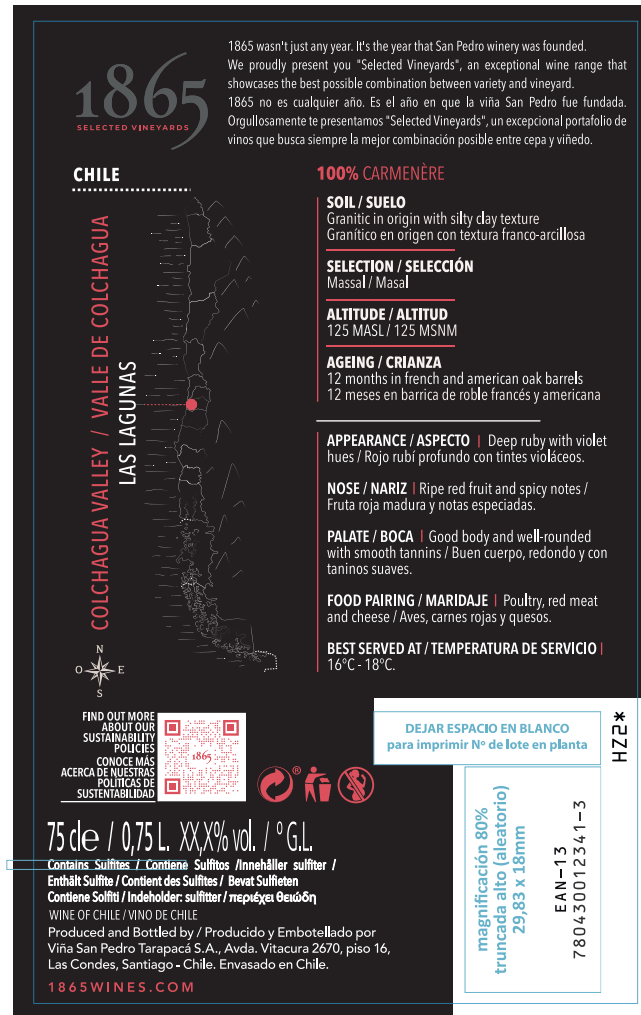 1865
SELECTED VINEYARDS
1865 wasn't just any year. It's the year that San Pedro winery was founded.
We proudly present you "Selected Vineyards", an exceptional wine range that
showcases the best possible combination between variety and vineyard.
1865 no es cualquier año. Es el año en que la viña San Pedro fue fundada.
Orgullosamente te presentamos "Selected Vineyards", un excepcional portafolio de
vinos que busca siempre la mejor combinación posible entre cepa y viñedo.
CHILE
COLCHAGUA VALLEY / VALLE DE COLCHAGUA
LAS LAGUNAS
N
O E
S
100% CARMENÈRE
SOIL / SUELO
Granitic in origin with silty clay texture
Granítico en origen con textura franco-arcillosa
SELECTION / SELECCIÓN
Massal / Masal
ALTITUDE / ALTITUD
125 MASL / 125 MSNM
AGEING / CRIANZA
12 months in french and american oak barrels
12 meses en barrica de roble francés y americana
APPEARANCE / ASPECTO | Deep ruby with violet
hues / Rojo rubí profundo con tintes violáceos.
NOSE / NARIZ | Ripe red fruit and spicy notes /
Fruta roja madura y notas especiadas.
PALATE / BOCA | Good body and well-rounded
with smooth tannins / Buen cuerpo, redondo y con
taninos suaves.
FOOD PAIRING / MARIDAJE | Poultry, red meat
and cheese / Aves, carnes rojas y quesos.
BEST SERVED AT / TEMPERATURA DE SERVICIO |
16°C - 18°C.
FIND OUT MORE
ABOUT OUR
SUSTAINABILITY
POLICIES
CONOCE MÁS
ACERCA DE NUESTRAS
POLÍTICAS DE
SUSTENTABILIDAD
1865
®
75 cl e / 0,75 L. XX,X% vol. / ° G.L.
Contains Sulfites / Contiene Sulfitos /Innehåller sulfiter /
Enthält Sulfite / Contient des Sulfites / Bevat Sulfieten
Contiene Solfiti / Indeholder: sulfitter / περιέχει θειώδη
WINE OF CHILE / VINO DE CHILE
Produced and Bottled by / Producido y Embotellado por
Viña San Pedro Tarapacá S.A., Avda. Vitacura 2670, piso 16,
Las Condes, Santiago - Chile. Envasado en Chile.
1865WINES.COM
DEJAR ESPACIO EN BLANCO
para imprimir Nº de lote en planta
HZ2*
magnificación 80%
truncada alto (aleatorio)
29,83 x 18mm
EAN-13
780430012341-3